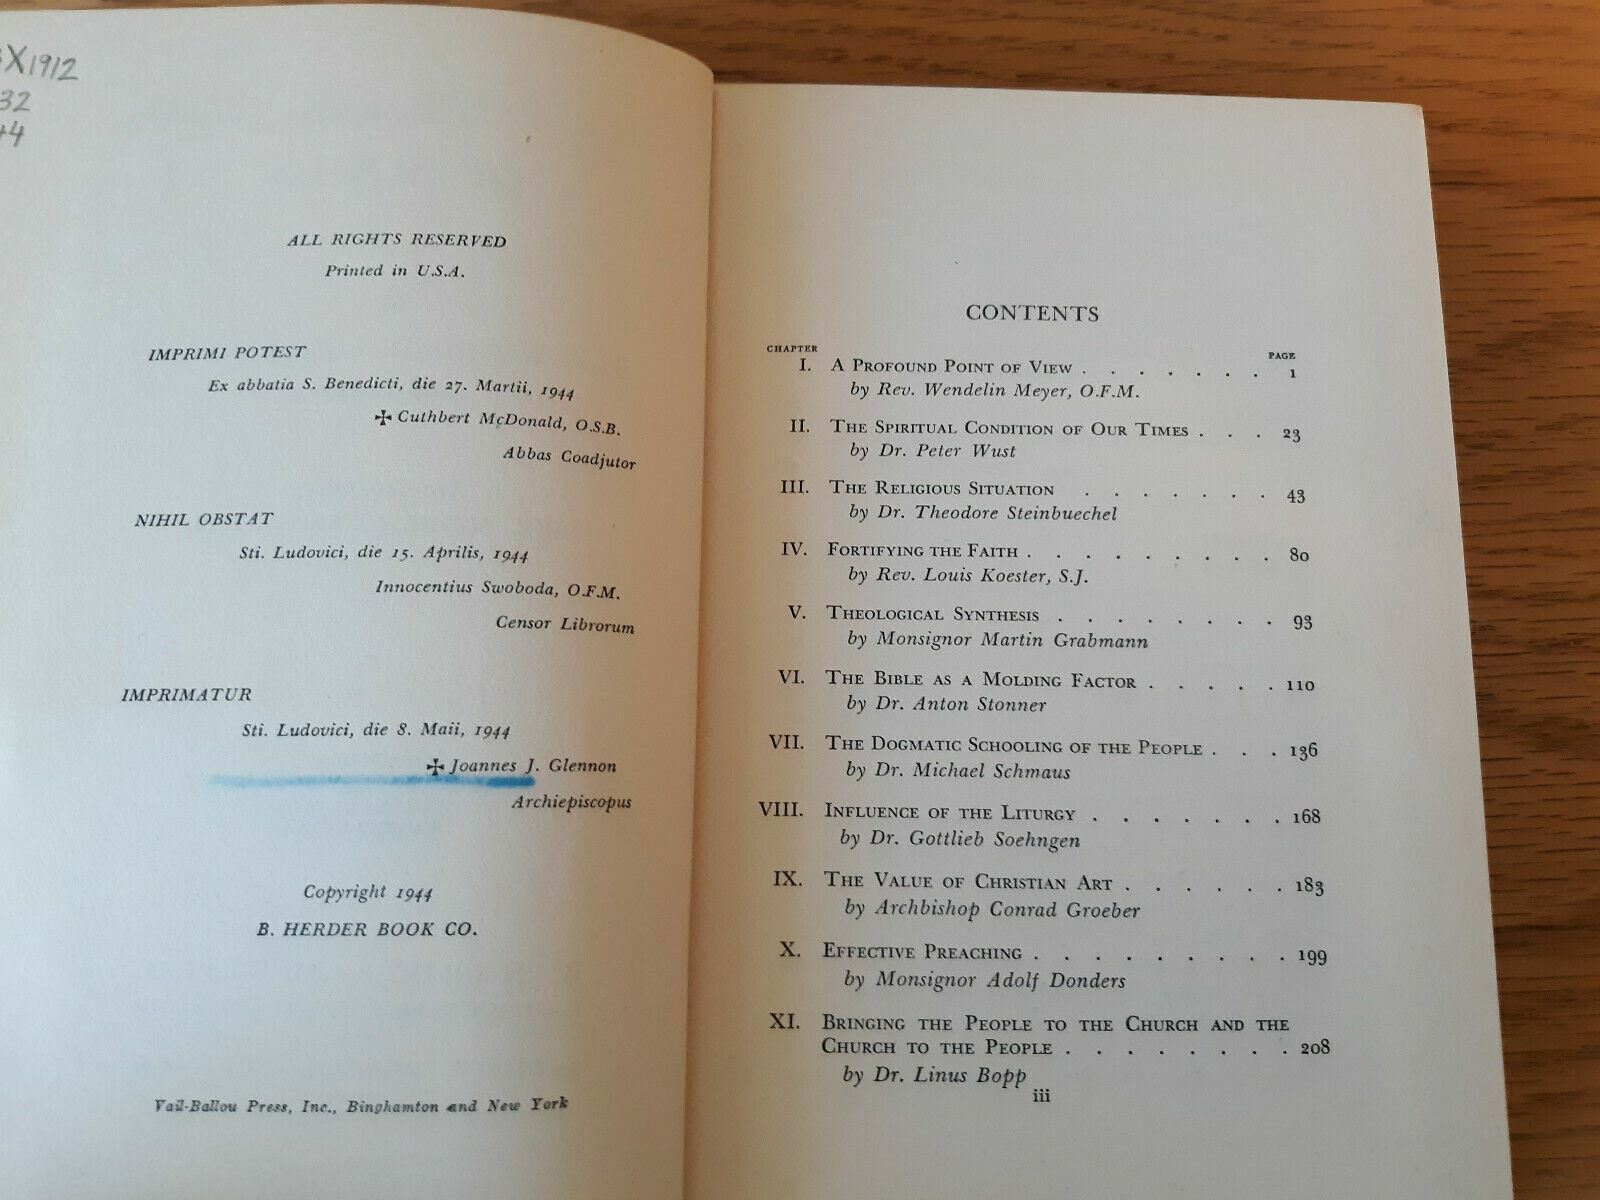 X1912
32
44
ALL RIGHTS RESERVED
Printed in U.S.A.
IMPRIMI POTEST
Ex abbatia S. Benedicti, die 27. Martii, 1944
✠ Cuthbert McDonald, O.S.B.
Abbas Coadjutor
NIHIL OBSTAT
Sti. Ludovici, die 15. Aprilis, 1944
Innocentius Swoboda, O.F.M.
Censor Librorum
IMPRIMATUR
Sti. Ludovici, die 8. Maii, 1944
✠ Joannes J. Glennon
Archiepiscopus
Copyright 1944
B. HERDER BOOK CO.
Vail-Ballou Press, Inc., Binghamton and New York
CONTENTS
CHAPTER PAGE
I. A Profound Point of View . . . . . . . 1
by Rev. Wendelin Meyer, O.F.M.
II. The Spiritual Condition of Our Times . . . 23
by Dr. Peter Wust
III. The Religious Situation . . . . . . . 43
by Dr. Theodore Steinbuechel
IV. Fortifying the Faith . . . . . . . . . 80
by Rev. Louis Koester, S.J.
V. Theological Synthesis . . . . . . . . 93
by Monsignor Martin Grabmann
VI. The Bible as a Molding Factor . . . . . 110
by Dr. Anton Stonner
VII. The Dogmatic Schooling of the People . . . 136
by Dr. Michael Schmaus
VIII. Influence of the Liturgy . . . . . . . 168
by Dr. Gottlieb Soehngen
IX. The Value of Christian Art . . . . . . 183
by Archbishop Conrad Groeber
X. Effective Preaching . . . . . . . . . 199
by Monsignor Adolf Donders
XI. Bringing the People to the Church and the
Church to the People . . . . . . . . 208
by Dr. Linus Bopp
iii